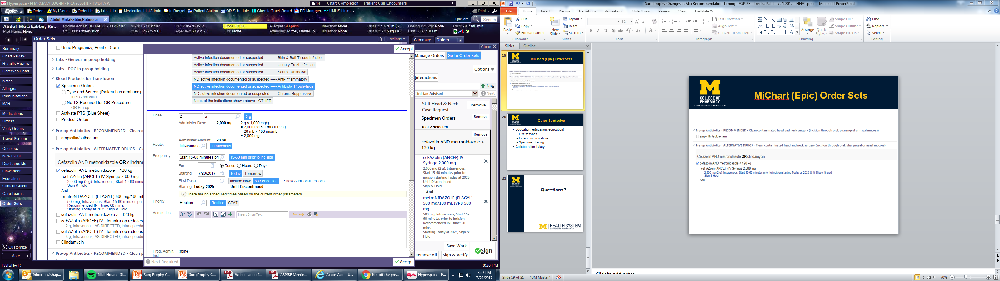 Hyperspace - PHARMACY LOG-IN - PRD/ecpp1f1 - TWISHA P.
14 Chart Completion Patient Call Encounters
Epic Orders My i-Vents Order Hx Label Hx Medication List Admin In Basket Patient Station OR Schedule Classic Track Board ED Manager UMHS Links Print
Abdul-Mutakabbir,Rebecca EpicCare Search
Abdul-Mutakabbir, Re... Room/Bed: MSSU MAIZE / 1126 / 07 MRN: 021134107 DOB: 05/26/1954 Code: FULL Allergies: Aspirin Infection: None Last Ht: 1.626 m (5'... Dosing Wt (kg): None CrCl: 74.2 mL/min
Pref Name: None Pt Class: Observation CSN: 226625780 Age/Sex: 63 y.o. / F FYI: None Attending: Mitzel, Daniel Jo... Isolation: None Last Wt: 74.5 kg (16... Last BSA: 1.83 m²
Order Sets ? Actions
Summary
Chart Review
Results Review
CareWeb Chart
Notes
Allergies
Immunizations
MAR
Medications
Orders
Verify Orders
Travel Screeni...
Oncology
New i-Vent
Discharge Me...
Flowsheets
Education
Clinical Calcul...
Care Teams
Order Sets
Customize
More
TWISHA P.
STAT
Urine Pregnancy, Point of Care
Labs - General in preop holding
Labs - POC in preop holding
Blood Products for Transfusion
Specimen Orders
Type and Screen (Patient has armband)
If PTS not valid.
No TS Required for OR Procedure
OR Pre-op
Activate PTS (Blue Sheet)
Product Orders
Pre-op Antibiotics - RECOMMENDED - Clean c
ampicillin/sulbactam
Pre-op Antibiotics - ALTERNATIVE DRUGS - Cle
Cefazolin AND metronidazole OR clindam
cefazolin AND metronidazole < 120 kg
ceFAZolin (ANCEF) IV Syringe 2,000 mg
2,000 mg (2 g), Intravenous, Start 15-60 minu
Sign & Hold
And
metroNIDAZOLE (FLAGYL) 500 mg/100 mL
500 mg, Intravenous, Start 15-60 minutes prio
Recommended INF time: 60 mins.
Starting Today at 2025, Sign & Hold
cefazolin AND metronidazole >= 120 kg
ceFAZolin (ANCEF) IV - for intra-op redoses
2 g, Intravenous, AS DIRECTED, intra-op redo
ceFAZolin (ANCEF) IV - for intra-op redoses
3 g, Intravenous, AS DIRECTED, intra-op redo
Clindamycin
Pre-op Antibiotics - RECOMMENDED - Clean p
Accept
Active infection documented or suspected ---------- Skin & Soft Tissue Infection
Active infection documented or suspected ---------- Urinary Tract Infection
Active infection documented or suspected ---------- Source Unknown
NO active infection documented or suspected ----- Anti-Inflammatory
NO active infection documented or suspected ----- Antibiotic Prophylaxis
NO active infection documented or suspected ----- Chronic Suppressive
None of the indications shown above - OTHER
Dose: 2 g 2 g
Administer Dose: 2,000 mg 2 g × 1,000 mg/g
= 2,000 mg × 1 mL/100 mg
= 20 mL × 100 mg/mL
= 2,000 mg
Administer Amount: 20 mL
Route: Intravenous Intravenous
Frequency: Start 15-60 minutes pri 15-60 min prior to incision
For: Doses Hours Days
Starting: 7/20/2017 Today Tomorrow
First Dose: Include Now As Scheduled Show Additional Options
Starting: Today 2025 Until Discontinued
There are no scheduled times based on the current order parameters.
Priority: Routine Routine STAT
Admin. Inst.: Insert SmartText
Prod. Admin. Inst.: (none)
Next Required Accept
Summary Orders
Close
Manage Orders Go to Order Sets
Options
Interactions
New
Clinician Advised Next
SUR Head & Neck Case Request Remove
Specimen Orders Remove
0 of 2 selected
Remove
cefazolin AND metronidazole <
120 kg
ceFAZolin (ANCEF) IV
Syringe 2,000 mg
2,000 mg (2 g), Intravenous,
Start 15-60 minutes prior to
incision starting Today at 2025
Until Discontinued
Sign & Hold
And
metroNIDAZOLE (FLAGYL)
500 mg/100 mL IVPB 500
mg
500 mg, Intravenous, Start 15-
60 minutes prior to incision
Recommended INF time: 60
mins.
Starting Today at 2025, Sign &
Hold
Save Work
Remove All Sign & Verify Sign
8:28 PM
Inbox - twishap... Niall Horan - Sl... Surg Prophy C... Surg Prophy C... Weber Lancet I... ASPIRE Meetin... Acute Care - U... hot off the pre... Hyperspace - P... 8:27 PM
7/20/2017
Surg Prophy Changes in Abx Recommendation Timing - ASPIRE - Twisha Patel - 7.21.2017 - FINAL.pptx - Microsoft PowerPoint
File Home Insert Design Transitions Animations Slide Show Review View EndNote X7
Paste Cut Copy Format Painter Clipboard
New Slide Layout Reset Section Slides
32 Font
Text Direction Align Text Convert to SmartArt Paragraph
Arrange Quick Styles Shape Fill Shape Outline Shape Effects Drawing
Find Replace Select Editing
Slides Outline
19
MiChart (Epic) Order Sets
20
Other Strategies
• Education, education, education!
– Live sessions
– Email communications
– Specialized training
• Collaboration is key!
21
Questions?
M HEALTH SYSTEM
UNIVERSITY OF MICHIGAN
M
COLLEGE OF
PHARMACY
UNIVERSITY OF MICHIGAN
MiChart (Epic) Order Sets
Pre-op Antibiotics - RECOMMENDED - Clean contaminated head and neck surgery (incision through oral, pharyngeal or nasal mucosa)
ampicillin/sulbactam
Pre-op Antibiotics - ALTERNATIVE DRUGS - Clean contaminated head and neck surgery (incision through oral, pharyngeal or nasal mucosa)
Cefazolin AND metronidazole OR clindamycin
cefazolin AND metronidazole < 120 kg
ceFAZolin (ANCEF) IV Syringe 2,000 mg
2,000 mg (2 g), Intravenous, Start 15-60 minutes prior to incision starting Today at 2025 Until Discontinued
Sign & Hold
And
Click to add notes
Slide 19 of 21 "UM Master" 70%